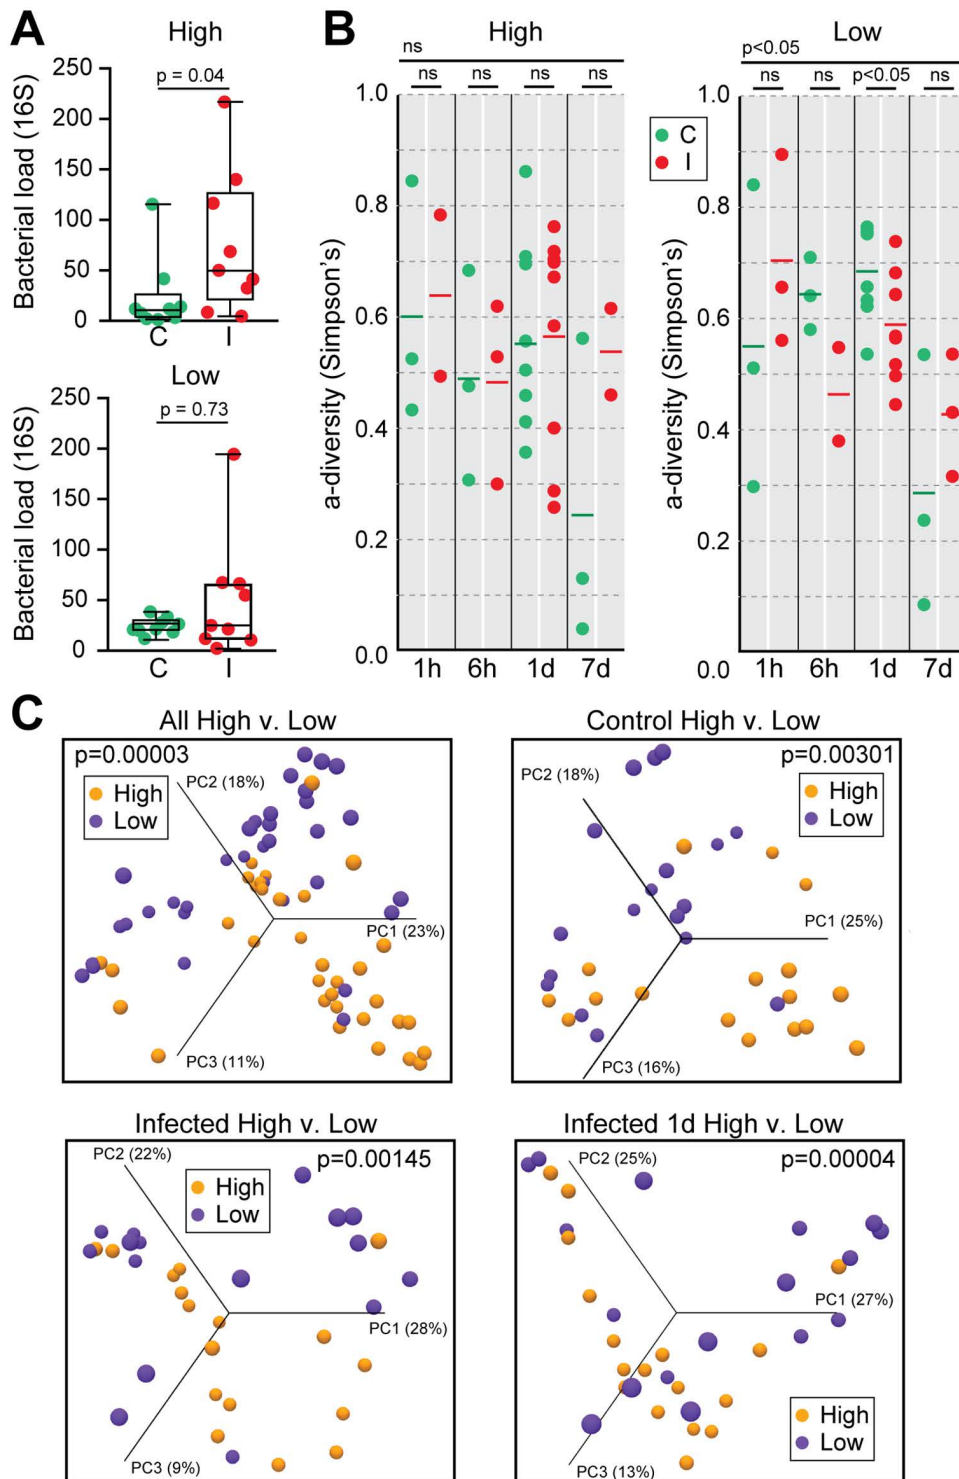 A
High
p = 0.04
Bacterial load (16S)
250
200
150
100
50
0
C
I
Low
p = 0.73
Bacterial load (16S)
250
200
150
100
50
0
C
I
B
High
ns
ns
ns
ns
ns
a-diversity (Simpson's)
1.0
0.8
0.6
0.4
0.2
0.0
1h
6h
1d
7d
C
I
Low
p<0.05
ns
ns
p<0.05
ns
a-diversity (Simpson's)
1.0
0.8
0.6
0.4
0.2
0.0
1h
6h
1d
7d
C
All High v. Low
p=0.00003
High
Low
PC2 (18%)
PC1 (23%)
PC3 (11%)
Control High v. Low
p=0.00301
PC2 (18%)
High
Low
PC1 (25%)
PC3 (16%)
Infected High v. Low
PC2 (22%)
p=0.00145
High
Low
PC1 (28%)
PC3 (9%)
Infected 1d High v. Low
PC2 (25%)
p=0.00004
PC1 (27%)
High
Low
PC3 (13%)